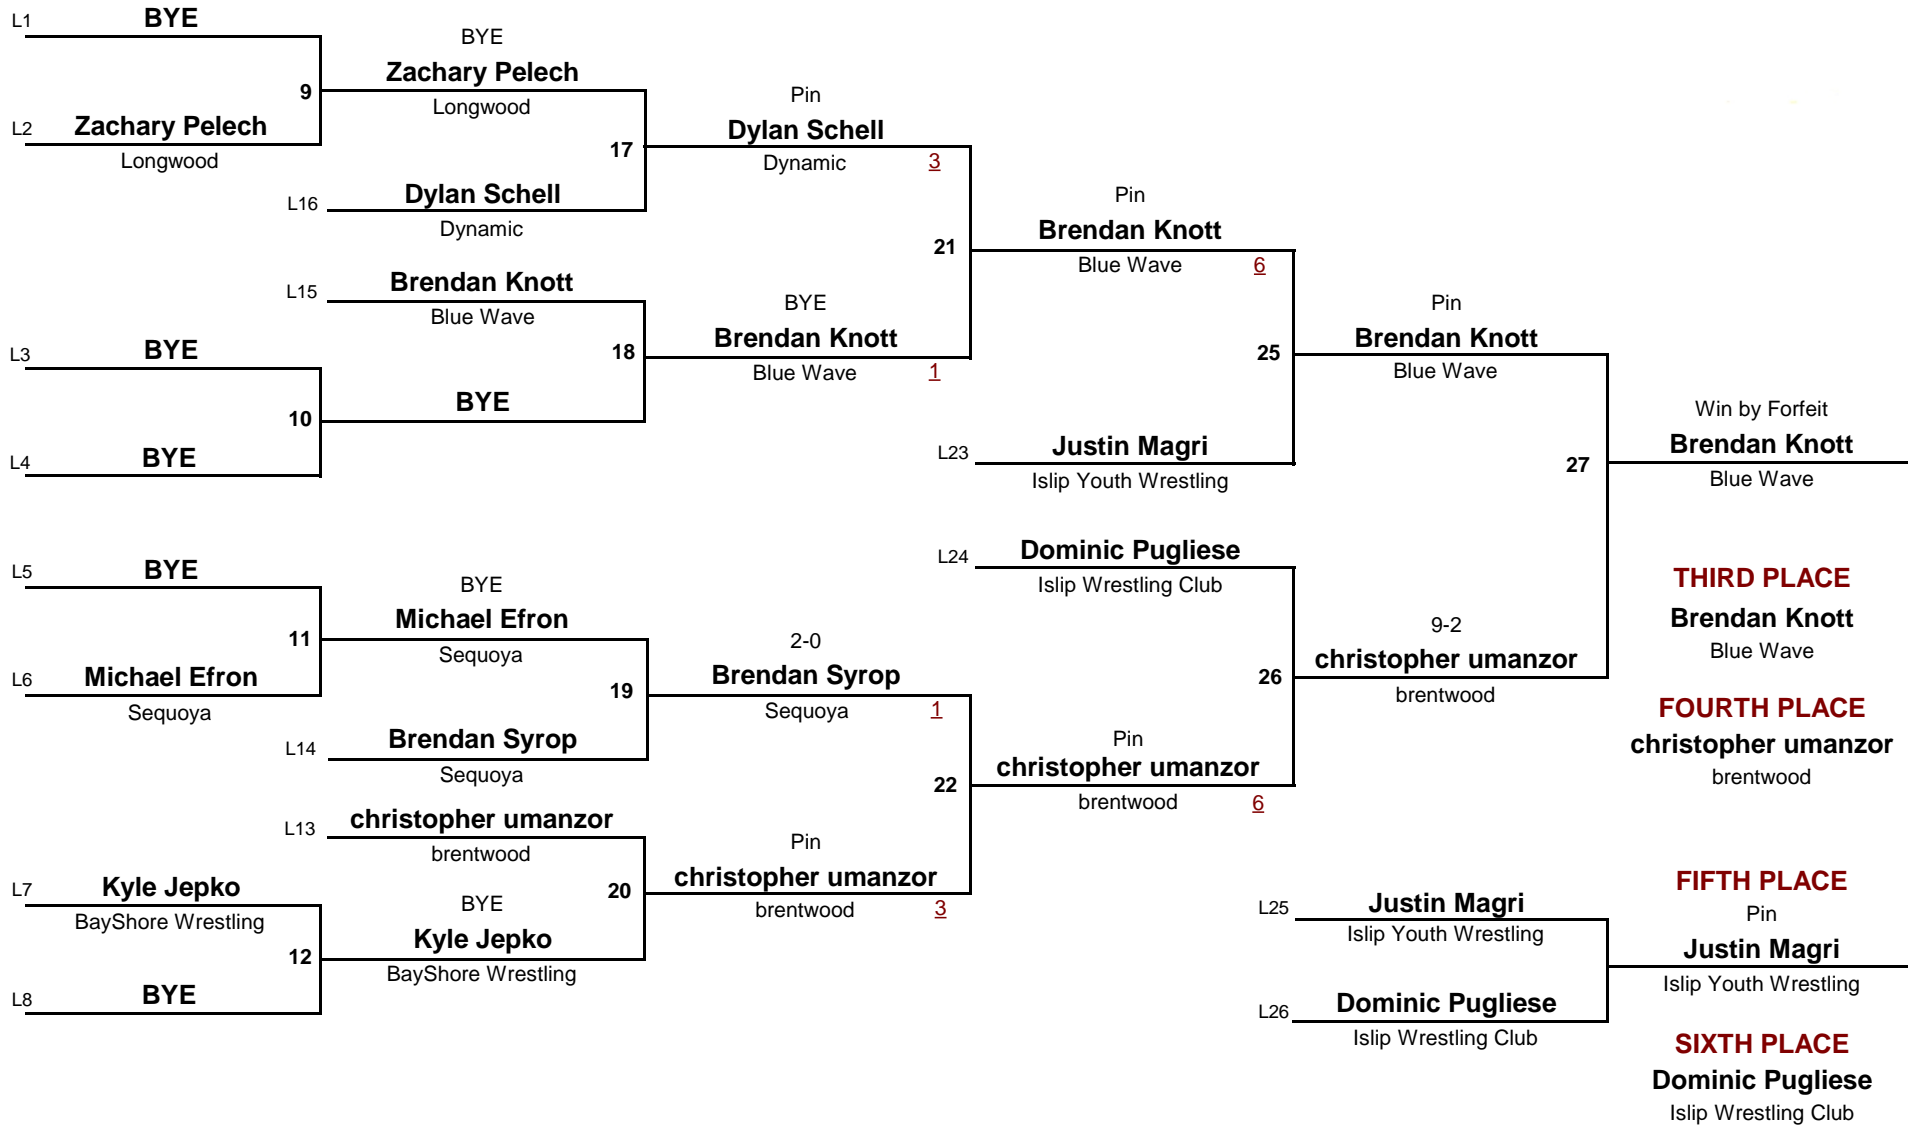 L1
BYE
9
L2
Zachary Pelech
Longwood
BYE
Zachary Pelech
Longwood
17
L16
Dylan Schell
Dynamic
Pin
Dylan Schell
Dynamic
3
L15
Brendan Knott
Blue Wave
18
L3
BYE
10
L4
BYE
BYE
BYE
Brendan Knott
Blue Wave
1
21
Pin
Brendan Knott
Blue Wave
6
25
L23
Justin Magri
Islip Youth Wrestling
Pin
Brendan Knott
Blue Wave
27
Win by Forfeit
Brendan Knott
Blue Wave
L5
BYE
11
L6
Michael Efron
Sequoya
BYE
Michael Efron
Sequoya
19
L14
Brendan Syrop
Sequoya
2-0
Brendan Syrop
Sequoya
1
L13
christopher umanzor
brentwood
20
L7
Kyle Jepko
BayShore Wrestling
12
L8
BYE
BYE
Kyle Jepko
BayShore Wrestling
Pin
christopher umanzor
brentwood
3
22
L24
Dominic Pugliese
Islip Wrestling Club
26
Pin
christopher umanzor
brentwood
6
9-2
christopher umanzor
brentwood
THIRD PLACE
Brendan Knott
Blue Wave
FOURTH PLACE
christopher umanzor
brentwood
L25
Justin Magri
Islip Youth Wrestling
L26
Dominic Pugliese
Islip Wrestling Club
FIFTH PLACE
Pin
Justin Magri
Islip Youth Wrestling
SIXTH PLACE
Dominic Pugliese
Islip Wrestling Club